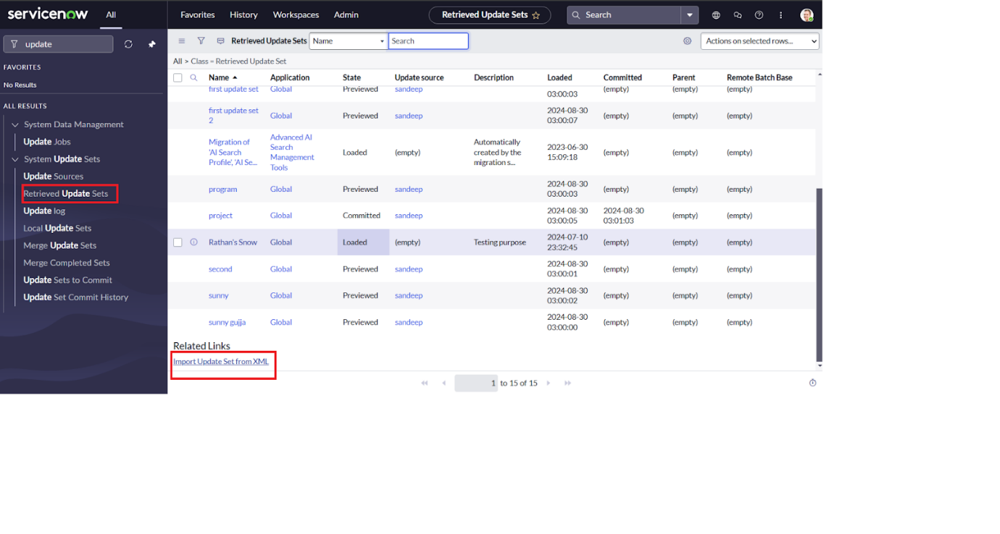 servicenow All Favorites History Workspaces Admin Retrieved Update Sets Search
update Retrieved Update Sets Name Search Actions on selected rows...
FAVORITES
No Results
ALL RESULTS
System Data Management
Update Jobs
System Update Sets
Update Sources
Retrieved Update Sets
Update log
Local Update Sets
Merge Update Sets
Merge Completed Sets
Update Sets to Commit
Update Set Commit History
All > Class = Retrieved Update Set
Name Application State Update source Description Loaded Committed Parent Remote Batch Base
first update set Global Previewed sandeep 03:00:03 (empty) (empty) (empty)
first update set 2 Global Previewed sandeep 2024-08-30 03:00:07 (empty) (empty) (empty)
Migration of 'AI Search Profile', 'AI Se... Advanced AI Search Management Tools Loaded (empty) Automatically created by the migration s... 2023-06-30 15:09:18 (empty) (empty) (empty)
program Global Previewed sandeep 2024-08-30 03:00:03 (empty) (empty) (empty)
project Global Committed sandeep 2024-08-30 03:00:05 2024-08-30 03:01:03 (empty) (empty)
Rathan's Snow Global Loaded (empty) Testing purpose 2024-07-10 23:32:45 (empty) (empty) (empty)
second Global Previewed sandeep 2024-08-30 03:00:01 (empty) (empty) (empty)
sunny Global Previewed sandeep 2024-08-30 03:00:02 (empty) (empty) (empty)
sunny gujja Global Previewed sandeep 2024-08-30 03:00:00 (empty) (empty) (empty)
Related Links
Import Update Set from XML
1 to 15 of 15